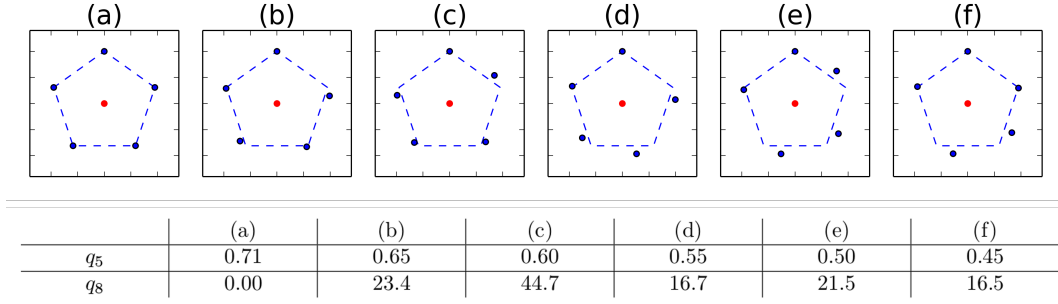 (a) (b) (c) (d) (e) (f)
(a) (b) (c) (d) (e) (f)
q5 0.71 0.65 0.60 0.55 0.50 0.45
q8 0.00 23.4 44.7 16.7 21.5 16.5